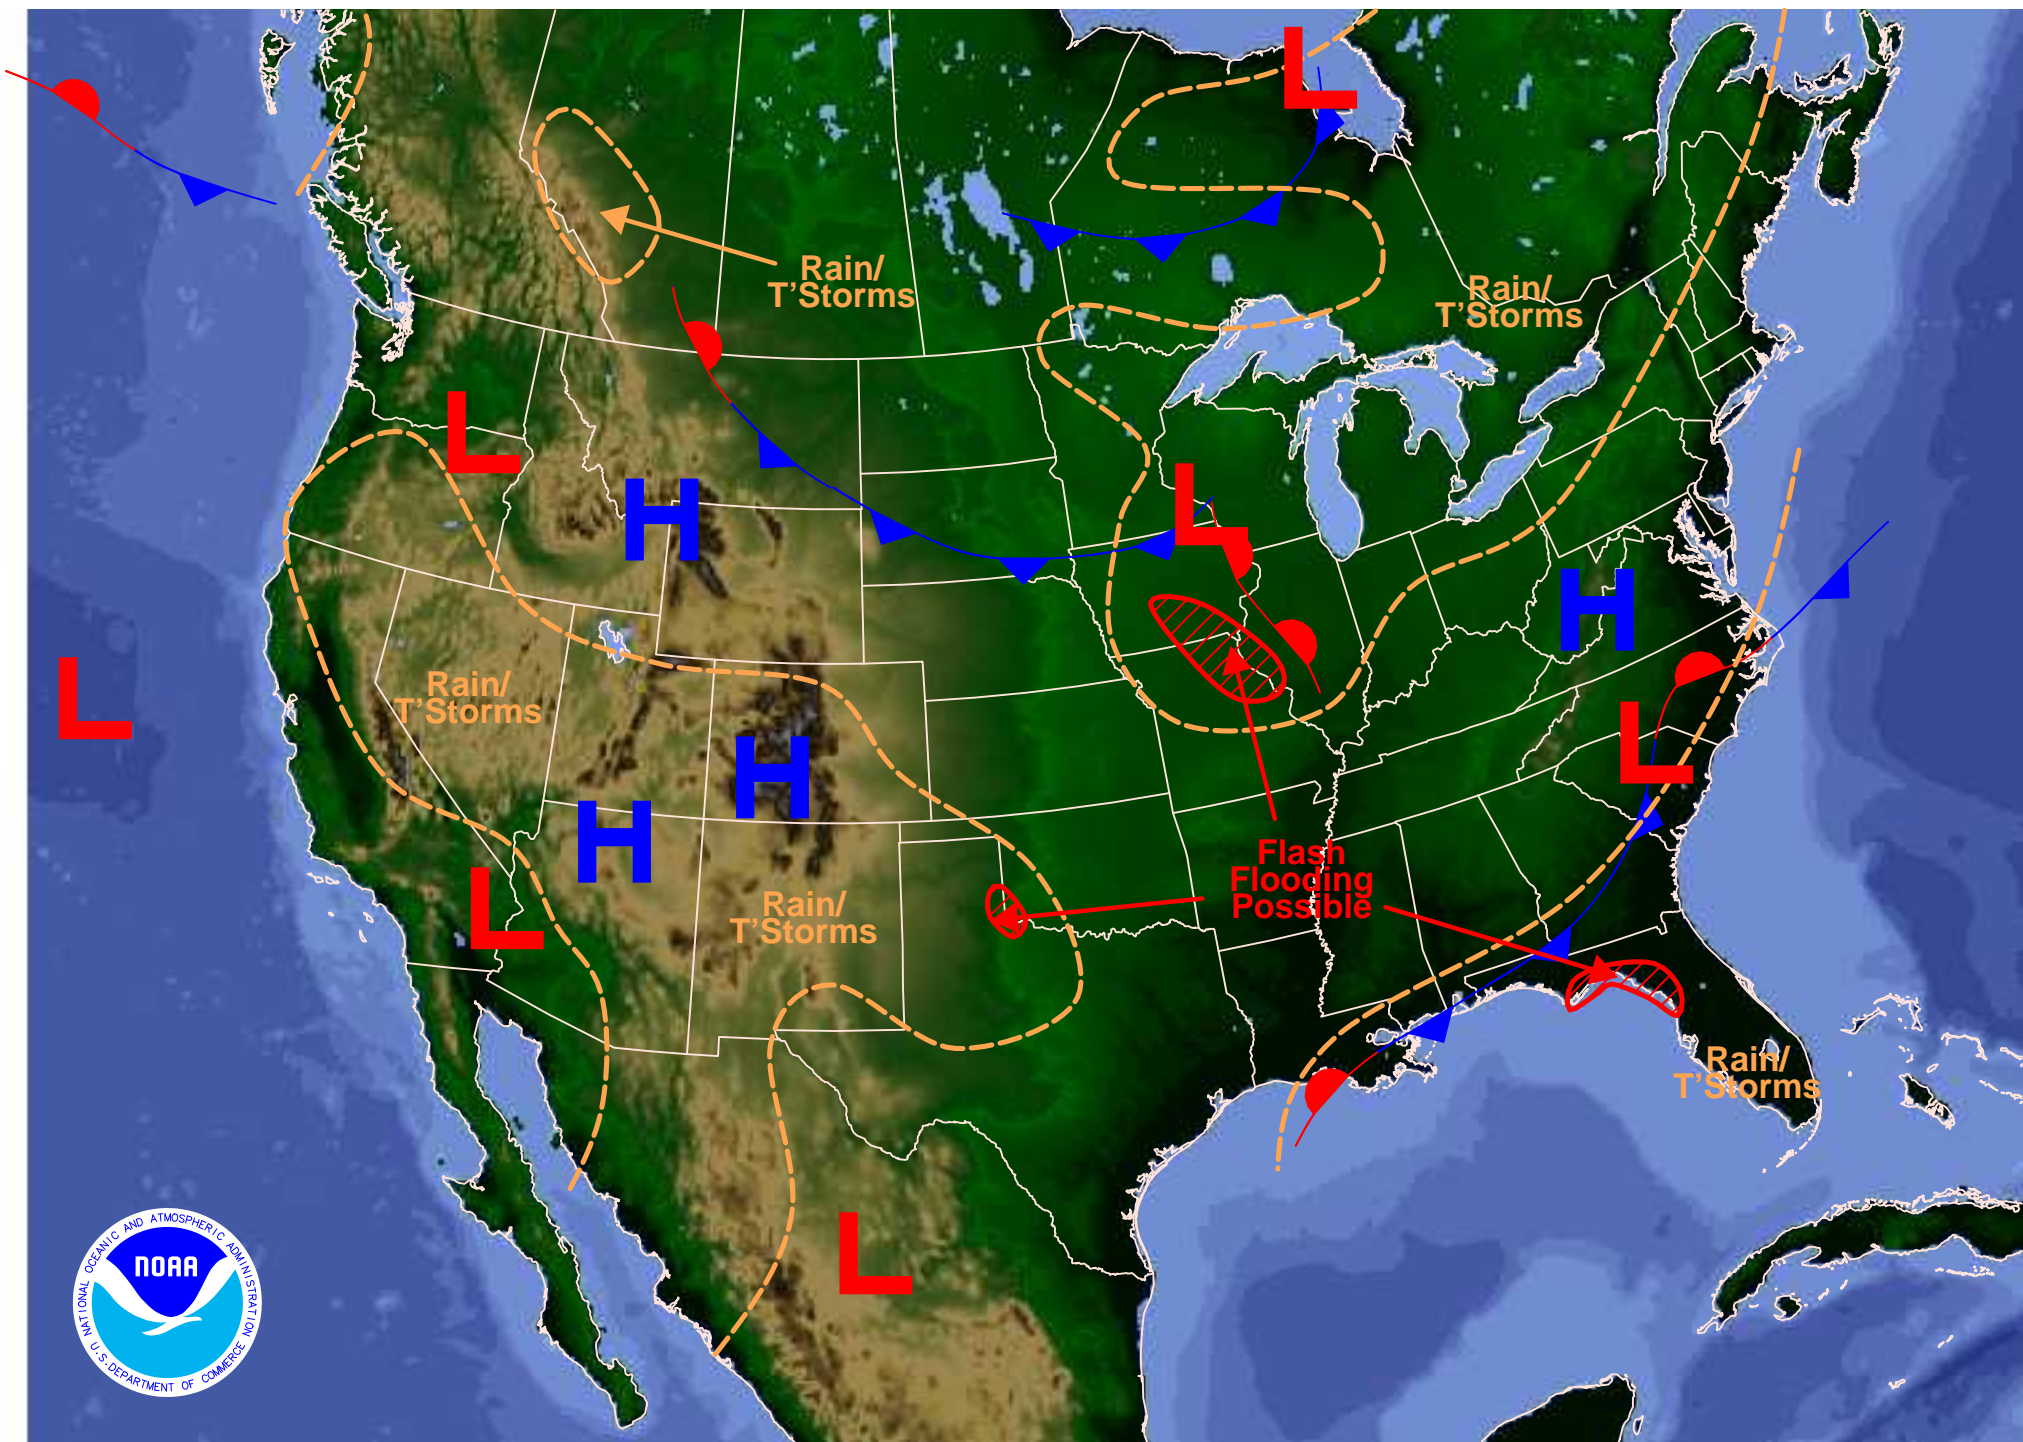 L
Rain/
T'Storms
Rain/
T'Storms
L
H
L
H
Rain/
T'Storms
L
H
L
H
Flash
Flooding
Possible
L
Rain/
T'Storms
Rain/
T'Storms
L
NATIONAL OCEANIC AND ATMOSPHERIC ADMINISTRATION
NOAA
U.S. DEPARTMENT OF COMMERCE